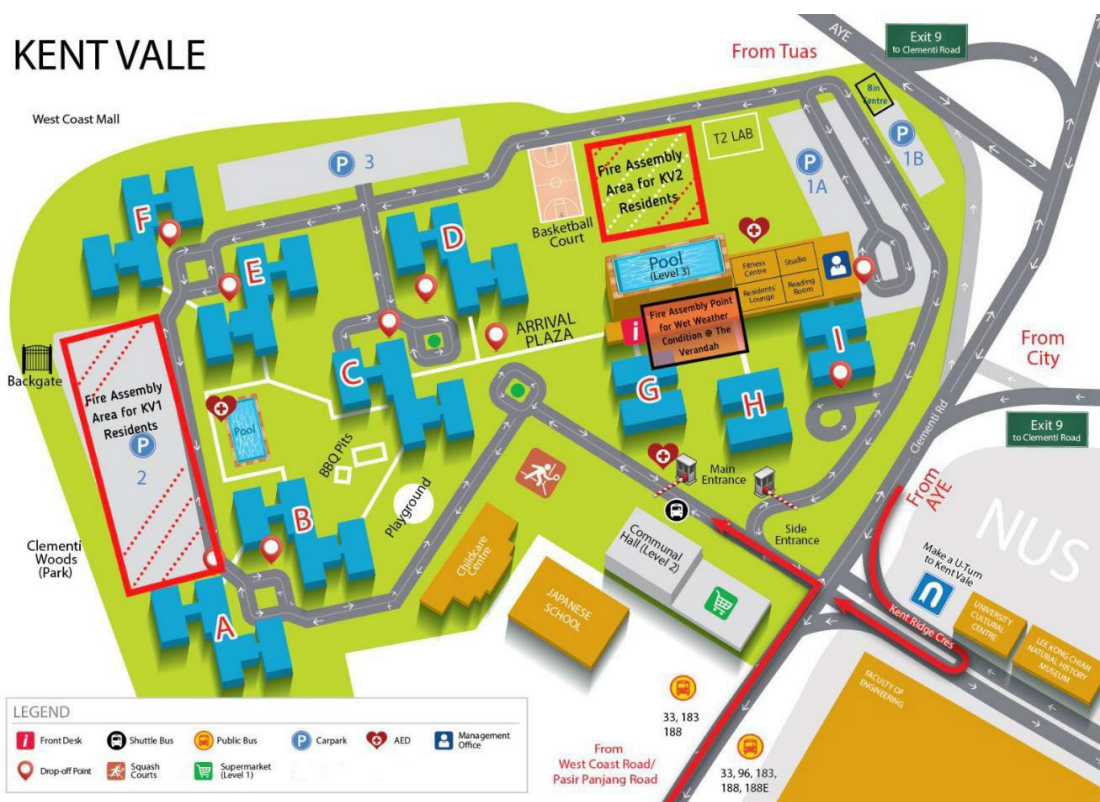 KENT VALE
West Coast Mall
From Tuas
AYE
Exit 9
to Clementi Road
Bin
Centre
P
1B
P
1A
T2 LAB
P 3
Fire Assembly
Area for KV2
Residents
Basketball
Court
F
E
D
Pool
(Level 3)
Fitness
Centre
Studio
Residents'
Lounge
Reading
Room
Fire Assembly Point
for Wet Weather
Condition @ The
Verandah
i
ARRIVAL
PLAZA
C
G
H
I
From
City
Clementi Rd
Exit 9
to Clementi Road
Backgate
Fire Assembly
Area for KV1
Residents
P
2
Pool
BBQ Pits
Playground
B
A
Clementi
Woods
(Park)
Main
Entrance
Side
Entrance
From
AYE
NUS
Make a U-Turn
to Kent Vale
Kent Ridge Cres
UNIVERSITY
CULTURAL
CENTRE
LEE KONG CHIAN
NATURAL HISTORY
MUSEUM
FACULTY OF
ENGINEERING
Childcare
Centre
JAPANESE
SCHOOL
Communal
Hall (Level 2)
33, 183
188
From
West Coast Road/
Pasir Panjang Road
33, 96, 183,
188, 188E
LEGEND
i Front Desk
Shuttle Bus
Public Bus
P Carpark
AED
Management
Office
Drop-off Point
Squash
Courts
Supermarket
(Level 1)